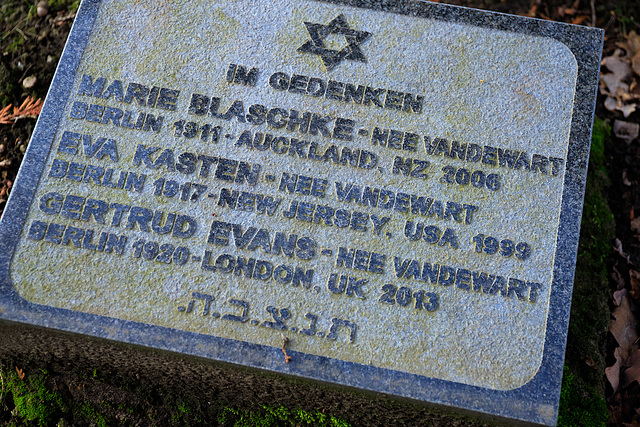 IM GEDENKEN
MARIE BLASCHKE - NEE VANDEWART
BERLIN 1911 - AUCKLAND, NZ 2006
EVA KASTEN - NEE VANDEWART
BERLIN 1917 - NEW JERSEY, USA 1999
GERTRUD EVANS - NEE VANDEWART
BERLIN 1920 - LONDON, UK 2013
ת.נ.צ.ב.ה.